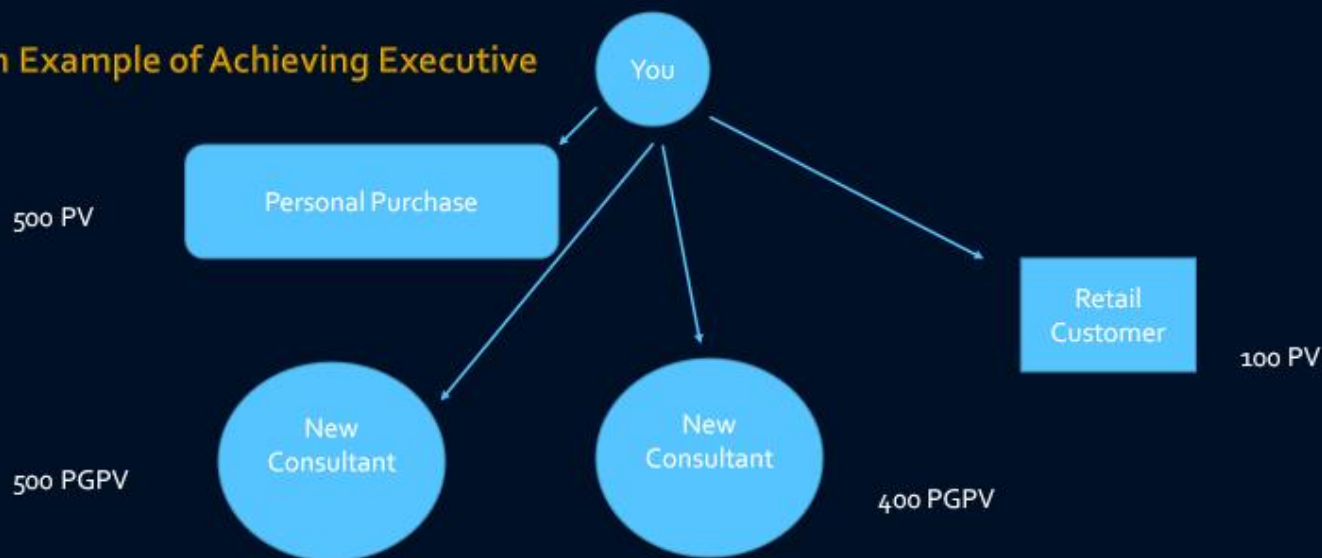 n Example of Achieving Executive
You
Personal Purchase
500 PV
Retail
Customer
100 PV
New
Consultant
500 PGPV
New
Consultant
400 PGPV